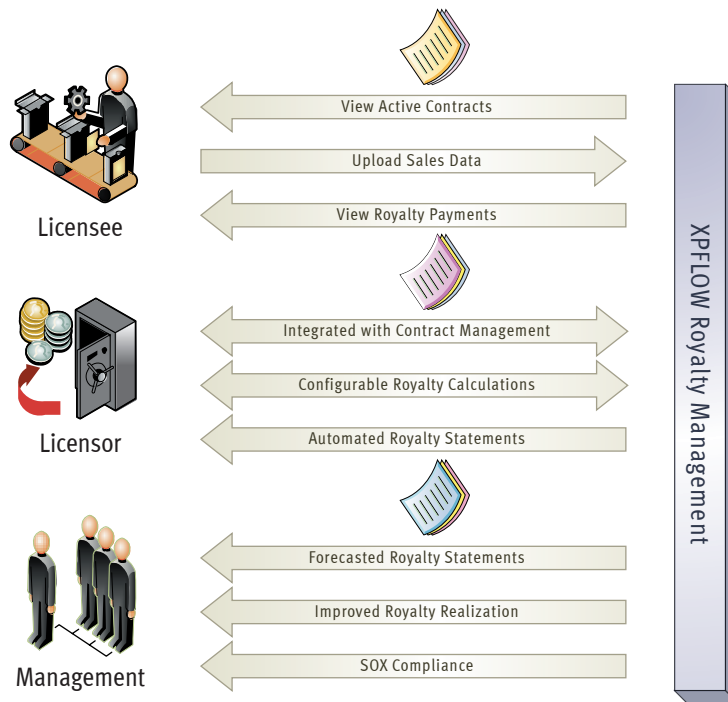 View Active Contracts
Upload Sales Data
View Royalty Payments
Licensee
Integrated with Contract Management
Configurable Royalty Calculations
Automated Royalty Statements
Licensor
Forecasted Royalty Statements
Improved Royalty Realization
SOX Compliance
Management
XPFLOW Royalty Management